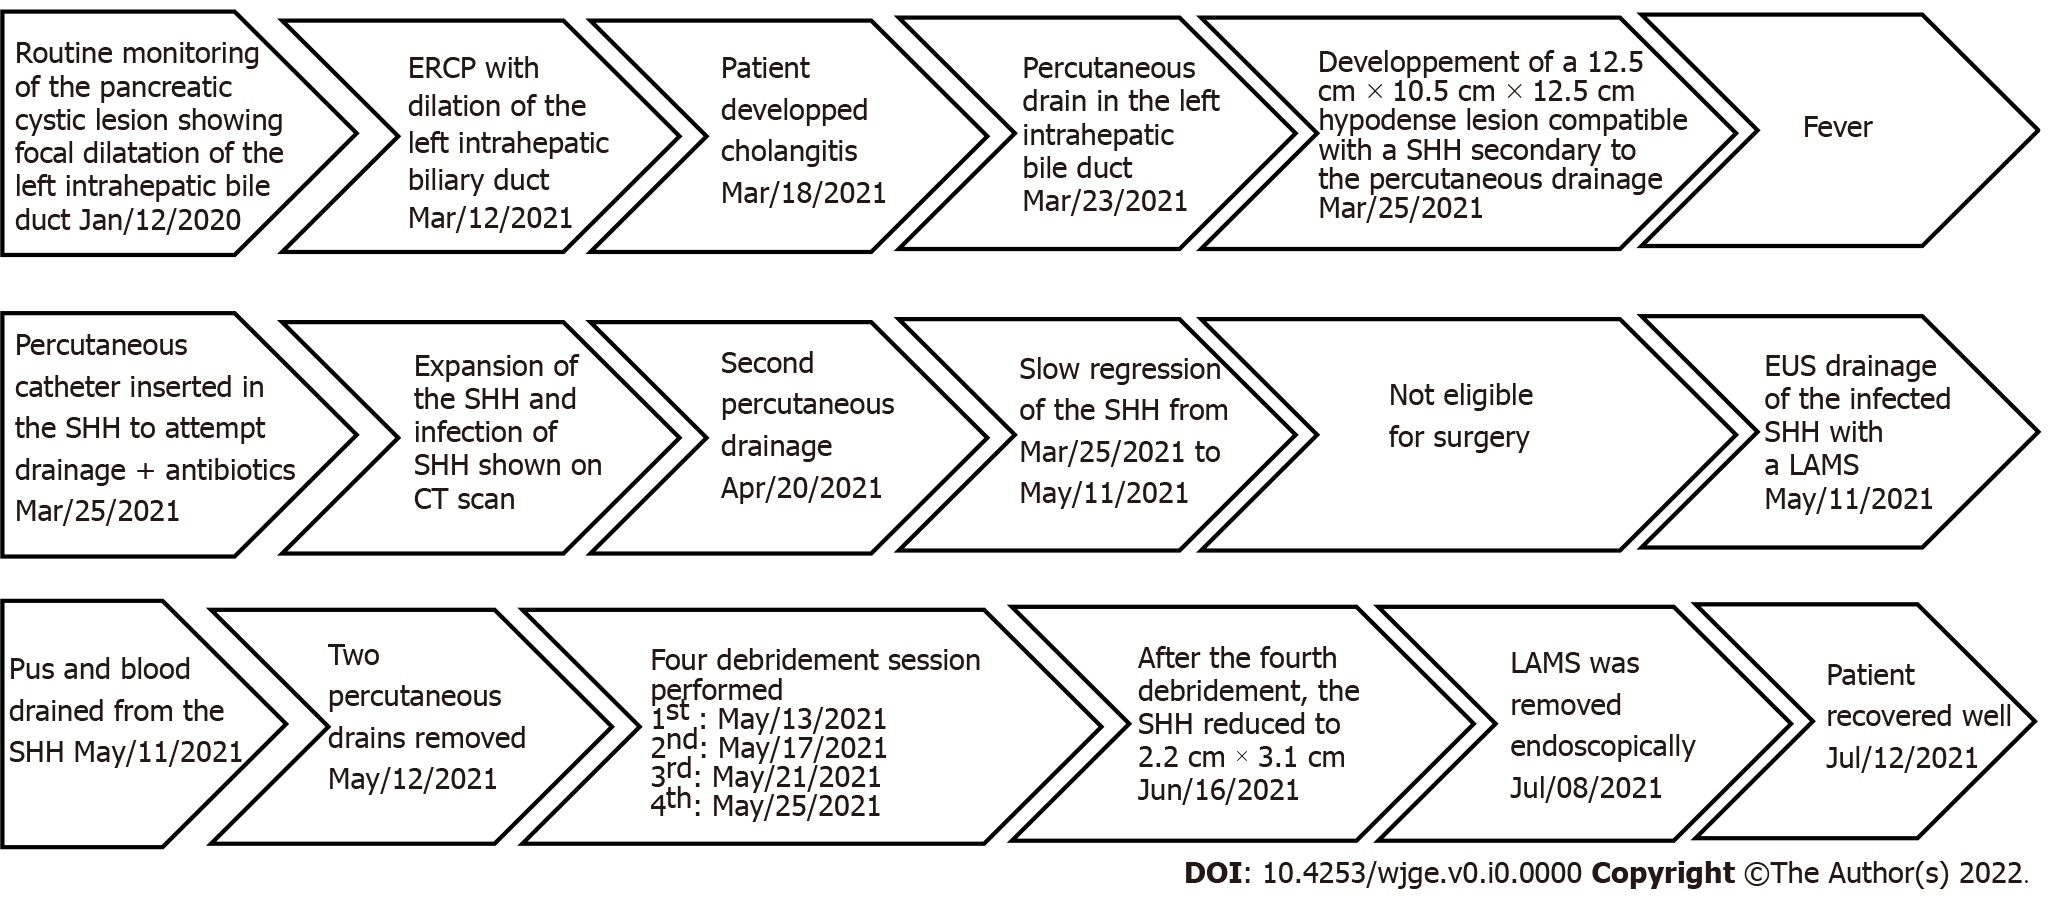 Routine monitoring
of the pancreatic
cystic lesion showing
focal dilatation of the
left intrahepatic bile
duct Jan/12/2020
ERCP with
dilation of the
left intrahepatic
biliary duct
Mar/12/2021
Patient
developped
cholangitis
Mar/18/2021
Percutaneous
drain in the left
intrahepatic
bile duct
Mar/23/2021
Developpement of a 12.5
cm × 10.5 cm × 12.5 cm
hypodense lesion compatible
with a SHH secondary to
the percutaneous drainage
Mar/25/2021
Fever
Percutaneous
catheter inserted in
the SHH to attempt
drainage + antibiotics
Mar/25/2021
Expansion of
the SHH and
infection of
SHH shown on
CT scan
Second
percutaneous
drainage
Apr/20/2021
Slow regression
of the SHH from
Mar/25/2021 to
May/11/2021
Not eligible
for surgery
EUS drainage
of the infected
SHH with
a LAMS
May/11/2021
Pus and blood
drained from the
SHH May/11/2021
Two
percutaneous
drains removed
May/12/2021
Four debridement session
performed
1st : May/13/2021
2nd: May/17/2021
3rd: May/21/2021
4th: May/25/2021
After the fourth
debridement, the
SHH reduced to
2.2 cm × 3.1 cm
Jun/16/2021
LAMS was
removed
endoscopically
Jul/08/2021
Patient
recovered well
Jul/12/2021
DOI: 10.4253/wjge.v0.i0.0000 Copyright ©The Author(s) 2022.